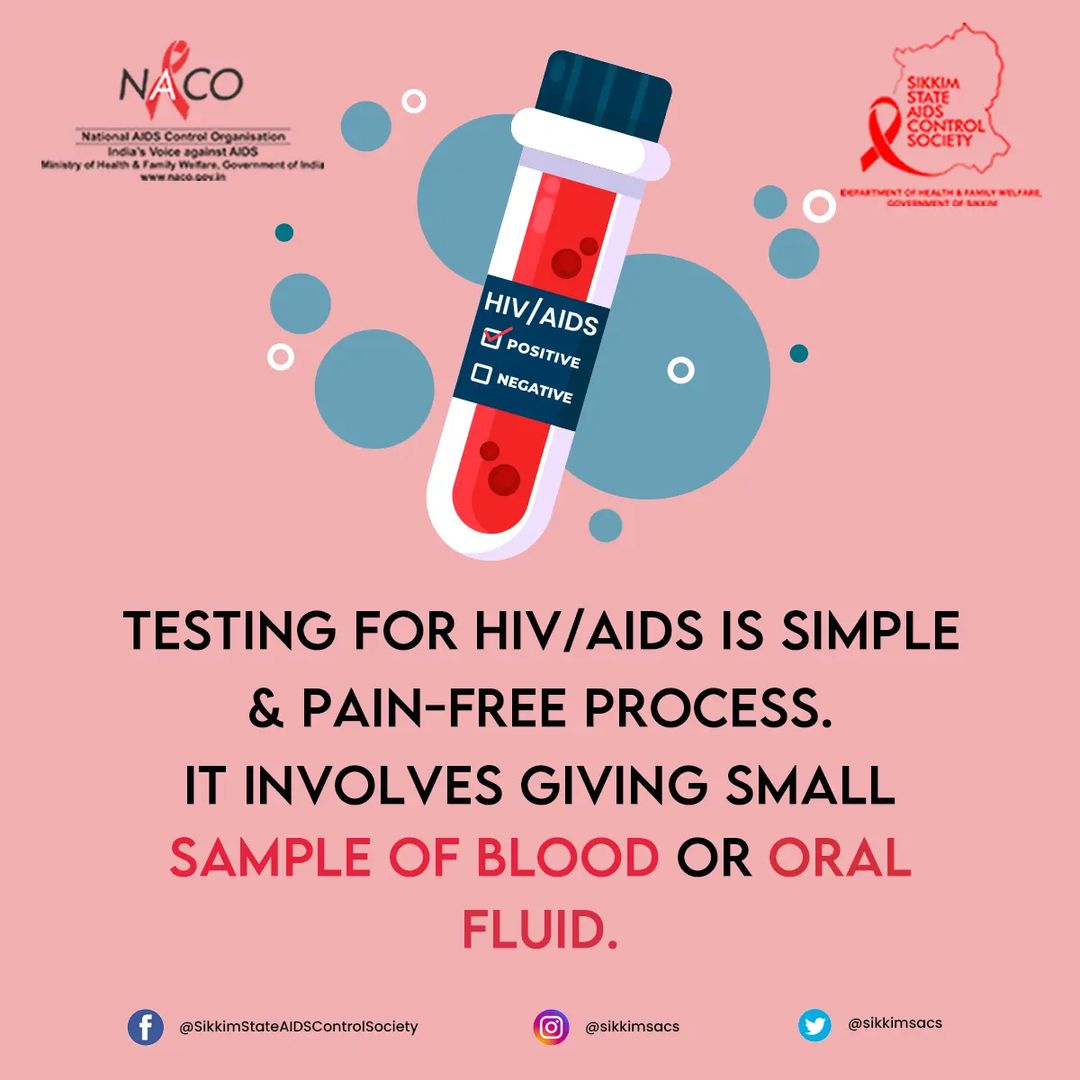 NACO
National AIDS Control Organisation
India's Voice against AIDS
Ministry of Health & Family Welfare, Government of India
www.naco.gov.in
SIKKIM
STATE
AIDS
CONTROL
SOCIETY
DEPARTMENT OF HEALTH & FAMILY WELFARE,
GOVERNMENT OF SIKKIM
HIV/AIDS
POSITIVE
NEGATIVE
TESTING FOR HIV/AIDS IS SIMPLE
& PAIN-FREE PROCESS.
IT INVOLVES GIVING SMALL
SAMPLE OF BLOOD OR ORAL
FLUID.
@SikkimStateAIDSControlSociety
@sikkimsacs
@sikkimsacs